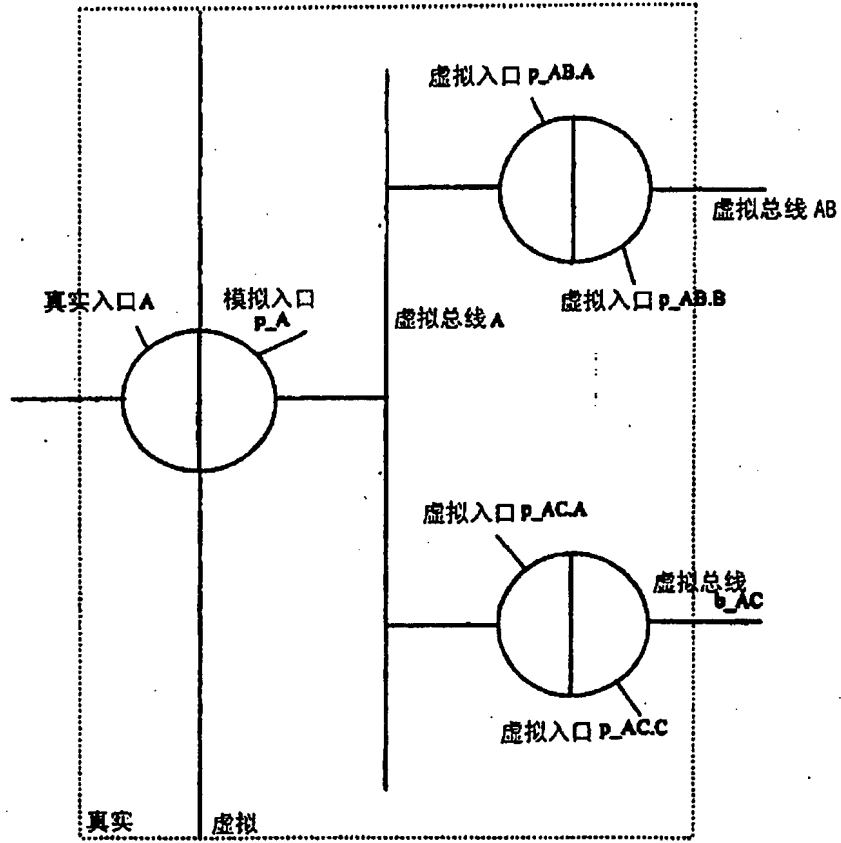 虚拟入口 p_AB.A
虚拟总线 AB
真实入口 A
模拟入口
p_A
虚拟总线 A
虚拟入口 p_AB.B
虚拟入口 p_AC.A
虚拟总线
b_AC
虚拟入口 p_AC.C
真实
虚拟